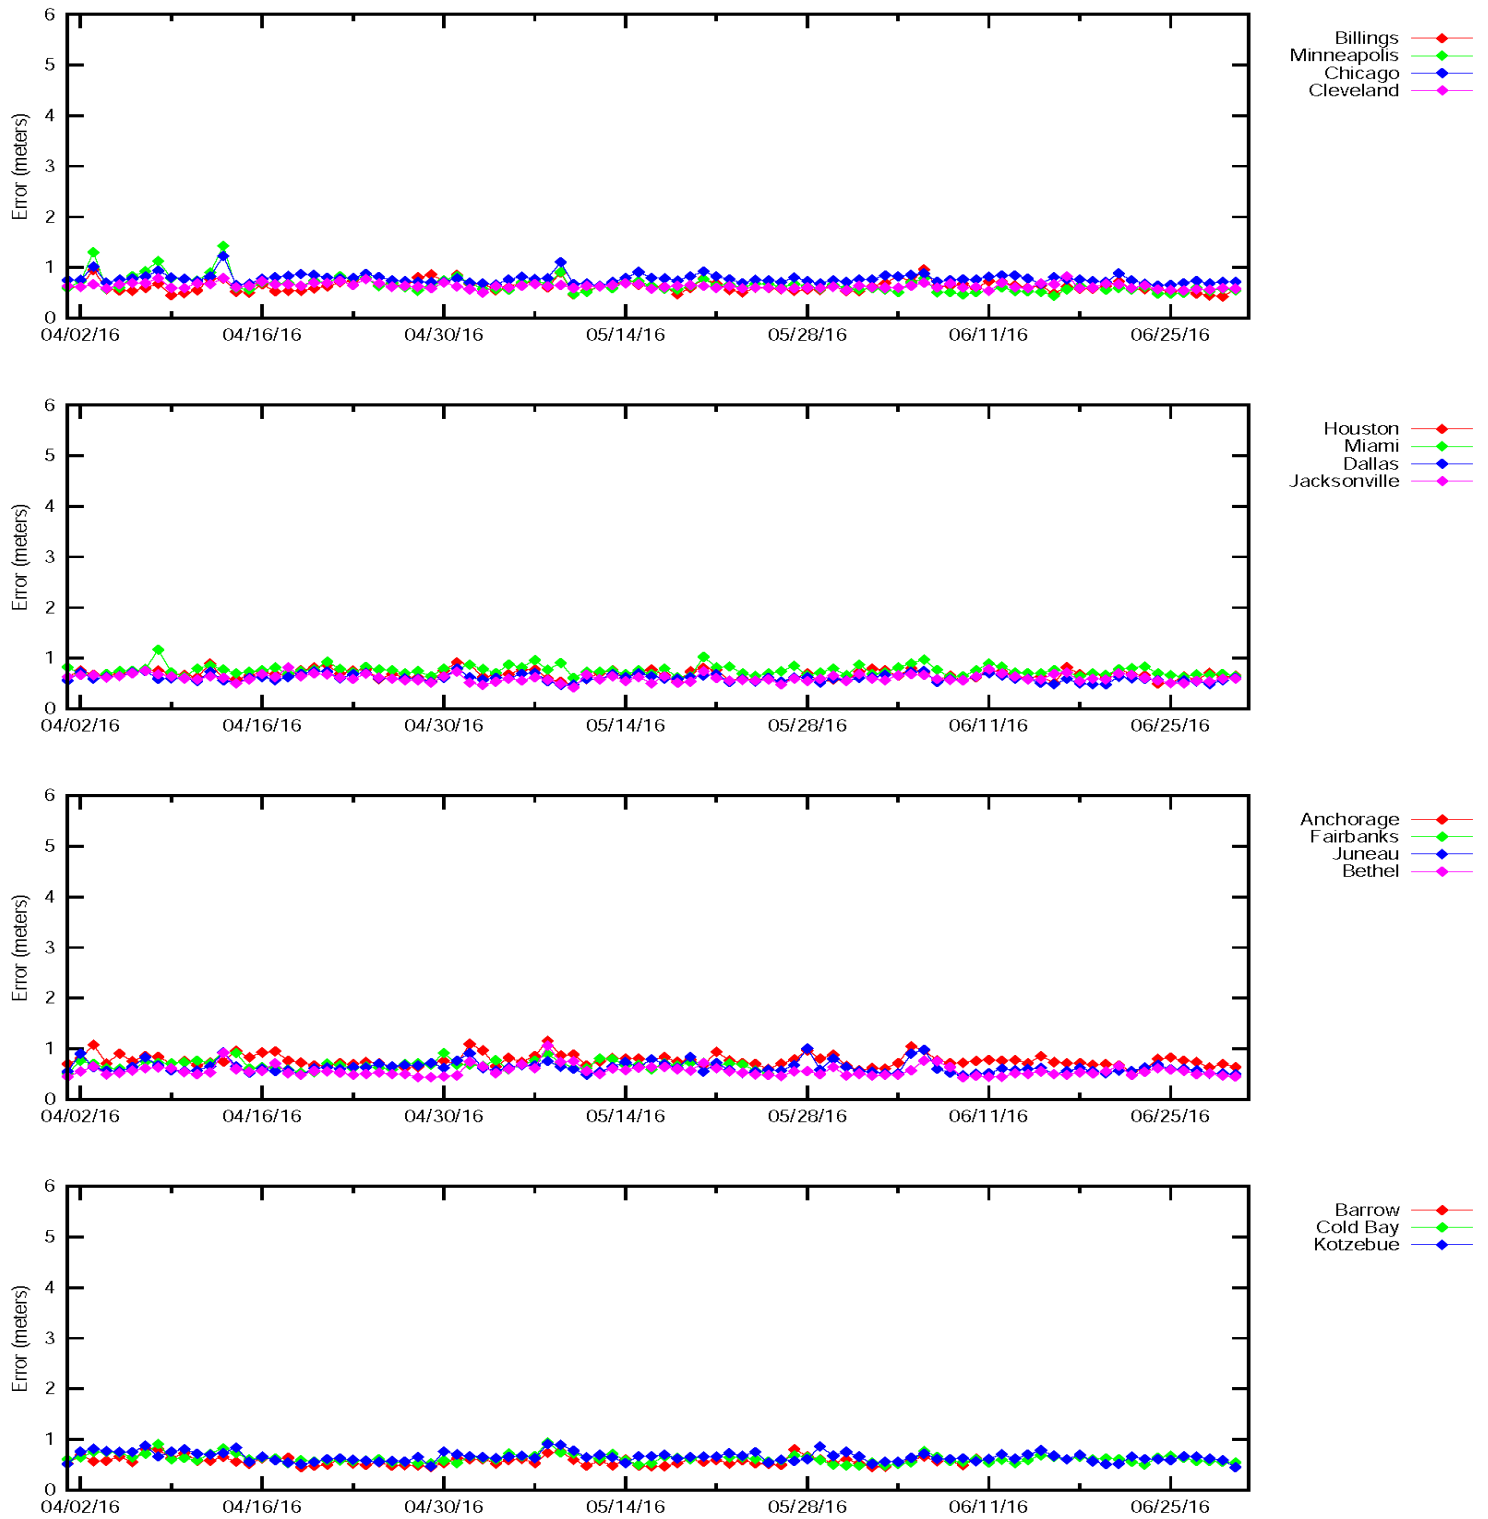 6
5
4
3
2
1
0
Error (meters)
04/02/16 04/16/16 04/30/16 05/14/16 05/28/16 06/11/16 06/25/16
Billings
Minneapolis
Chicago
Cleveland
6
5
4
3
2
1
0
Error (meters)
04/02/16 04/16/16 04/30/16 05/14/16 05/28/16 06/11/16 06/25/16
Houston
Miami
Dallas
Jacksonville
6
5
4
3
2
1
0
Error (meters)
04/02/16 04/16/16 04/30/16 05/14/16 05/28/16 06/11/16 06/25/16
Anchorage
Fairbanks
Juneau
Bethel
6
5
4
3
2
1
0
Error (meters)
04/02/16 04/16/16 04/30/16 05/14/16 05/28/16 06/11/16 06/25/16
Barrow
Cold Bay
Kotzebue